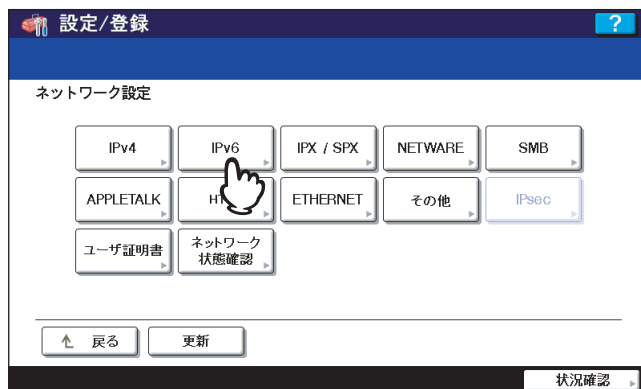 設定/登録
?
ネットワーク設定
IPv4
IPv6
IPX / SPX
NETWARE
SMB
APPLETALK
ETHERNET
その他
IPsec
ユーザ証明書
ネットワーク
状態確認
戻る
更新
状況確認